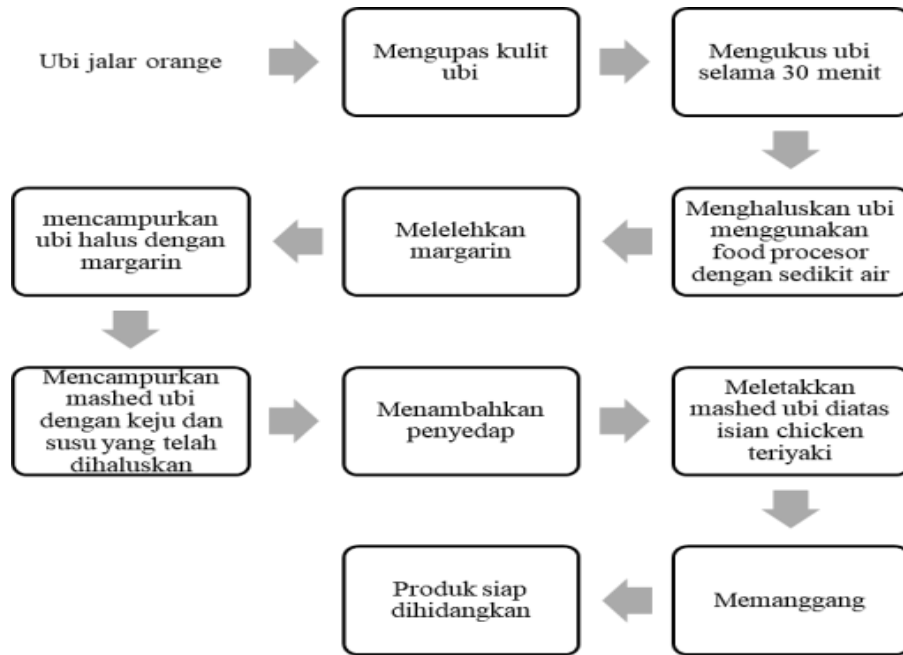 Ubi jalar orange
Mengupas kulit
ubi
Mengukus ubi
selama 30 menit
Menghaluskan ubi
menggunakan
food procesor
dengan sedikit air
Melelehkan
margarin
mencampurkan
ubi halus dengan
margarin
Mencampurkan
mashed ubi
dengan keju dan
susu yang telah
dihaluskan
Menambahkan
penyedap
Meletakkan
mashed ubi diatas
isian chicken
teriyaki
Memanggang
Produk siap
dihidangkan